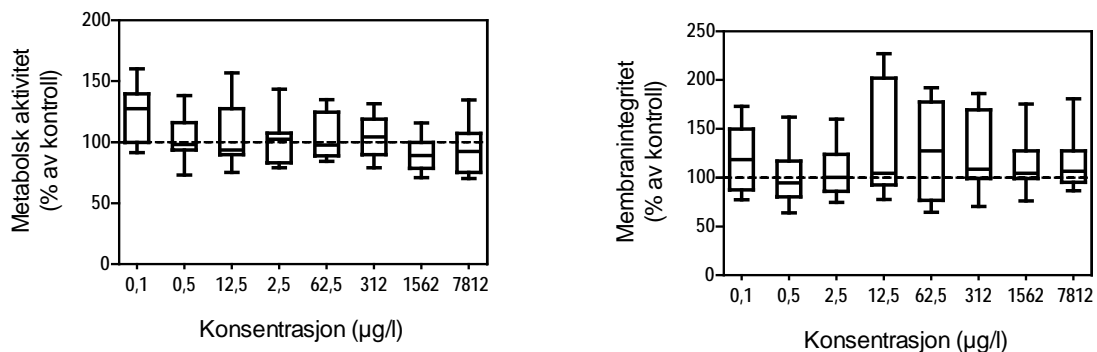 Metabolsk aktivitet
(% av kontroll)
200
150
100
50
0
0,1 0,5 12,5 2,5 62,5 312 1562 7812
Konsentrasjon (µg/l)
Membranintegritet
(% av kontroll)
250
200
150
100
50
0
0,1 0,5 2,5 12,5 62,5 312 1562 7812
Konsentrasjon (µg/l)